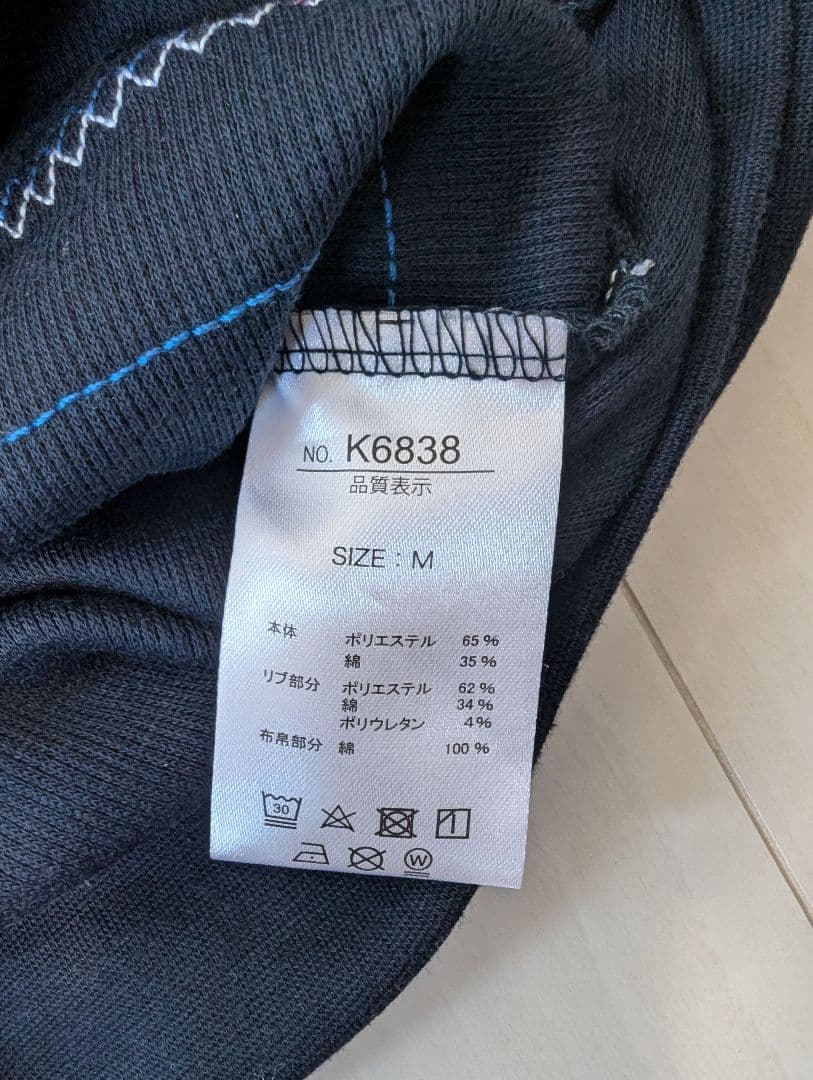 NO. K6838
品質表示
SIZE : M
本体 ポリエステル 65%
綿 35%
リブ部分 ポリエステル 62%
綿 34%
ポリウレタン 4%
布帛部分 綿 100%
30
W